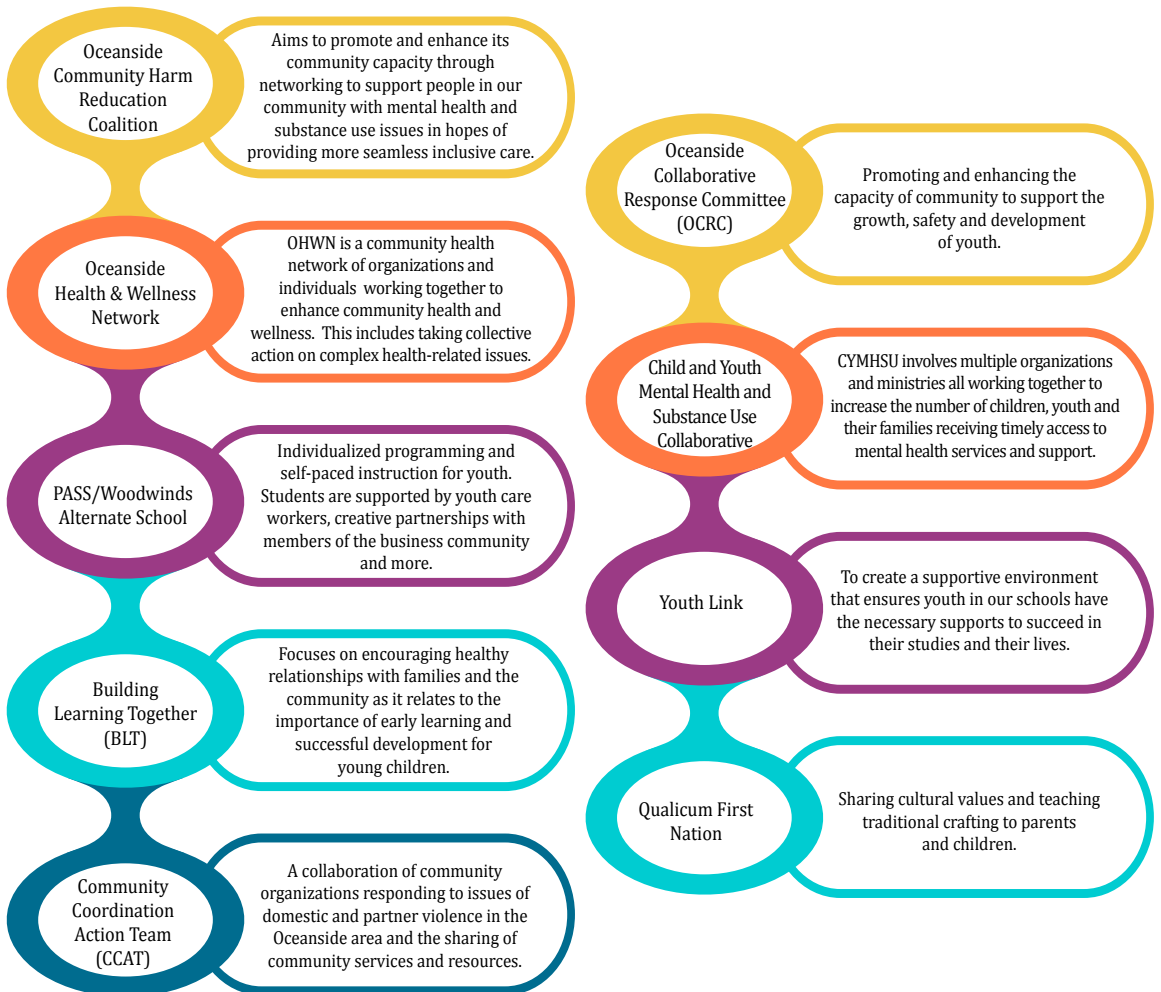 Oceanside
Community Harm
Reducation
Coalition
Aims to promote and enhance its
community capacity through
networking to support people in our
community with mental health and
substance use issues in hopes of
providing more seamless inclusive care.
Oceanside
Health & Wellness
Network
OHWN is a community health
network of organizations and
individuals  working together to
enhance community health and
wellness.  This includes taking collective
action on complex health-related issues.
PASS/Woodwinds
Alternate School
Individualized programming and
self-paced instruction for youth.
Students are supported by youth care
workers, creative partnerships with
members of the business community
and more.
Building
Learning Together
(BLT)
Focuses on encouraging healthy
relationships with families and the
community as it relates to the
importance of early learning and
successful development for
young children.
Community
Coordination
Action Team
(CCAT)
A collaboration of community
organizations responding to issues of
domestic and partner violence in the
Oceanside area and the sharing of
community services and resources.
Oceanside
Collaborative
Response Committee
(OCRC)
Promoting and enhancing the
capacity of community to support the
growth, safety and development
of youth.
Child and Youth
Mental Health and
Substance Use
Collaborative
CYMHSU involves multiple organizations
and ministries all working together to
increase the number of children, youth and
their families receiving timely access to
mental health services and support.
Youth Link
To create a supportive environment
that ensures youth in our schools have
the necessary supports to succeed in
their studies and their lives.
Qualicum First
Nation
Sharing cultural values and teaching
traditional crafting to parents
and children.